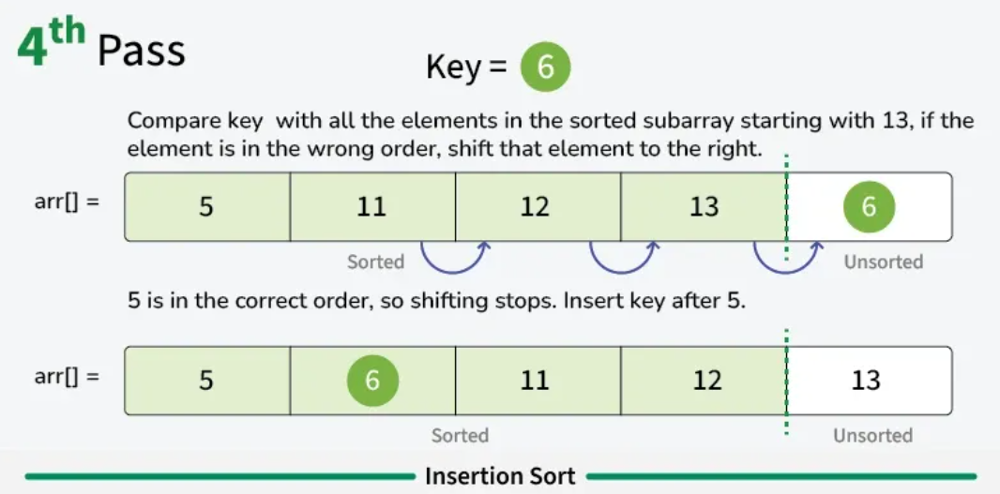 4th Pass
Key = 6
Compare key with all the elements in the sorted subarray starting with 13, if the
element is in the wrong order, shift that element to the right.
arr[] = 5 11 12 13 6
Sorted Unsorted
5 is in the correct order, so shifting stops. Insert key after 5.
arr[] = 5 6 11 12 13
Sorted Unsorted
Insertion Sort